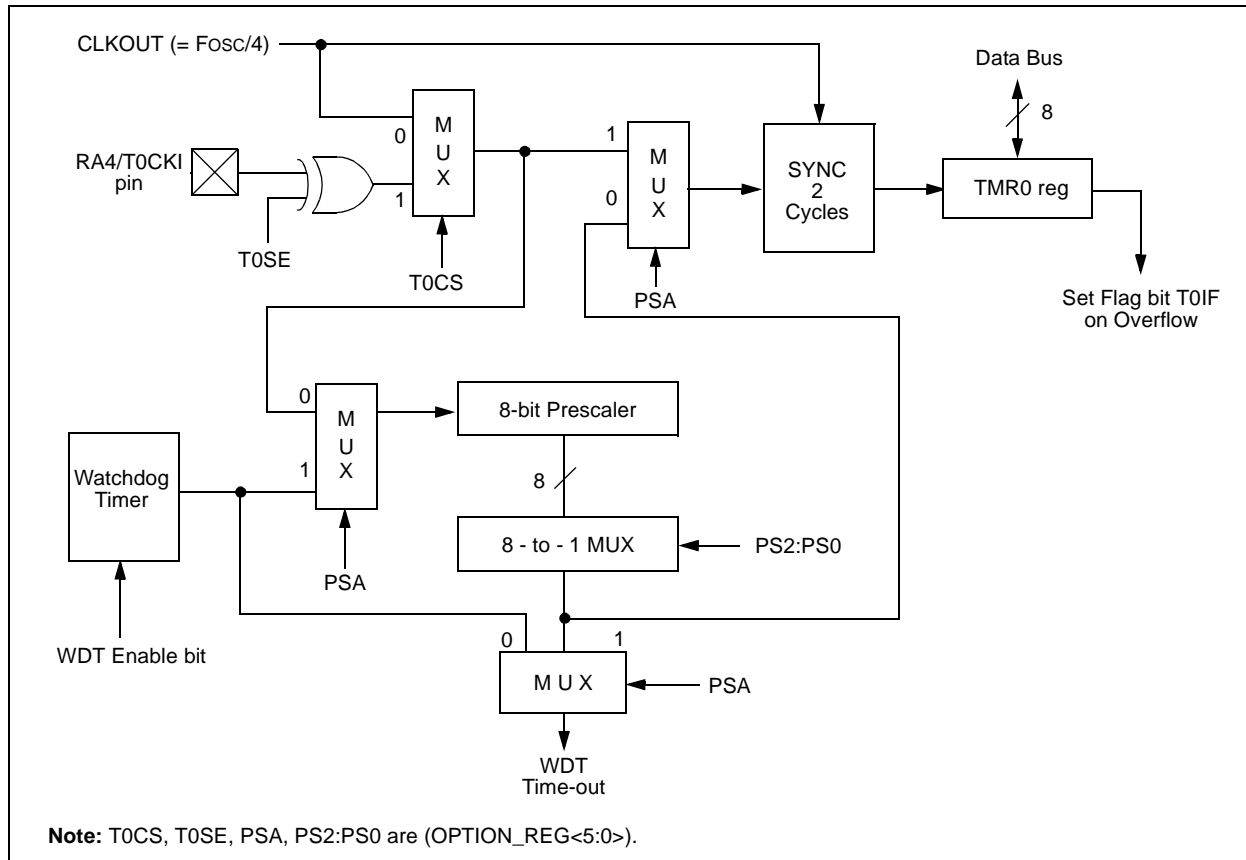 CLKOUT (= FOSC/4)
Data Bus
8
RA4/T0CKI
pin
T0SE
0
1
M
U
X
T0CS
1
0
M
U
X
PSA
SYNC
2
Cycles
TMR0 reg
Set Flag bit T0IF
on Overflow
0
1
M
U
X
PSA
8-bit Prescaler
8
Watchdog
Timer
WDT Enable bit
8 - to - 1 MUX
PS2:PS0
0
1
M U X
PSA
WDT
Time-out
Note: T0CS, T0SE, PSA, PS2:PS0 are (OPTION_REG<5:0>).